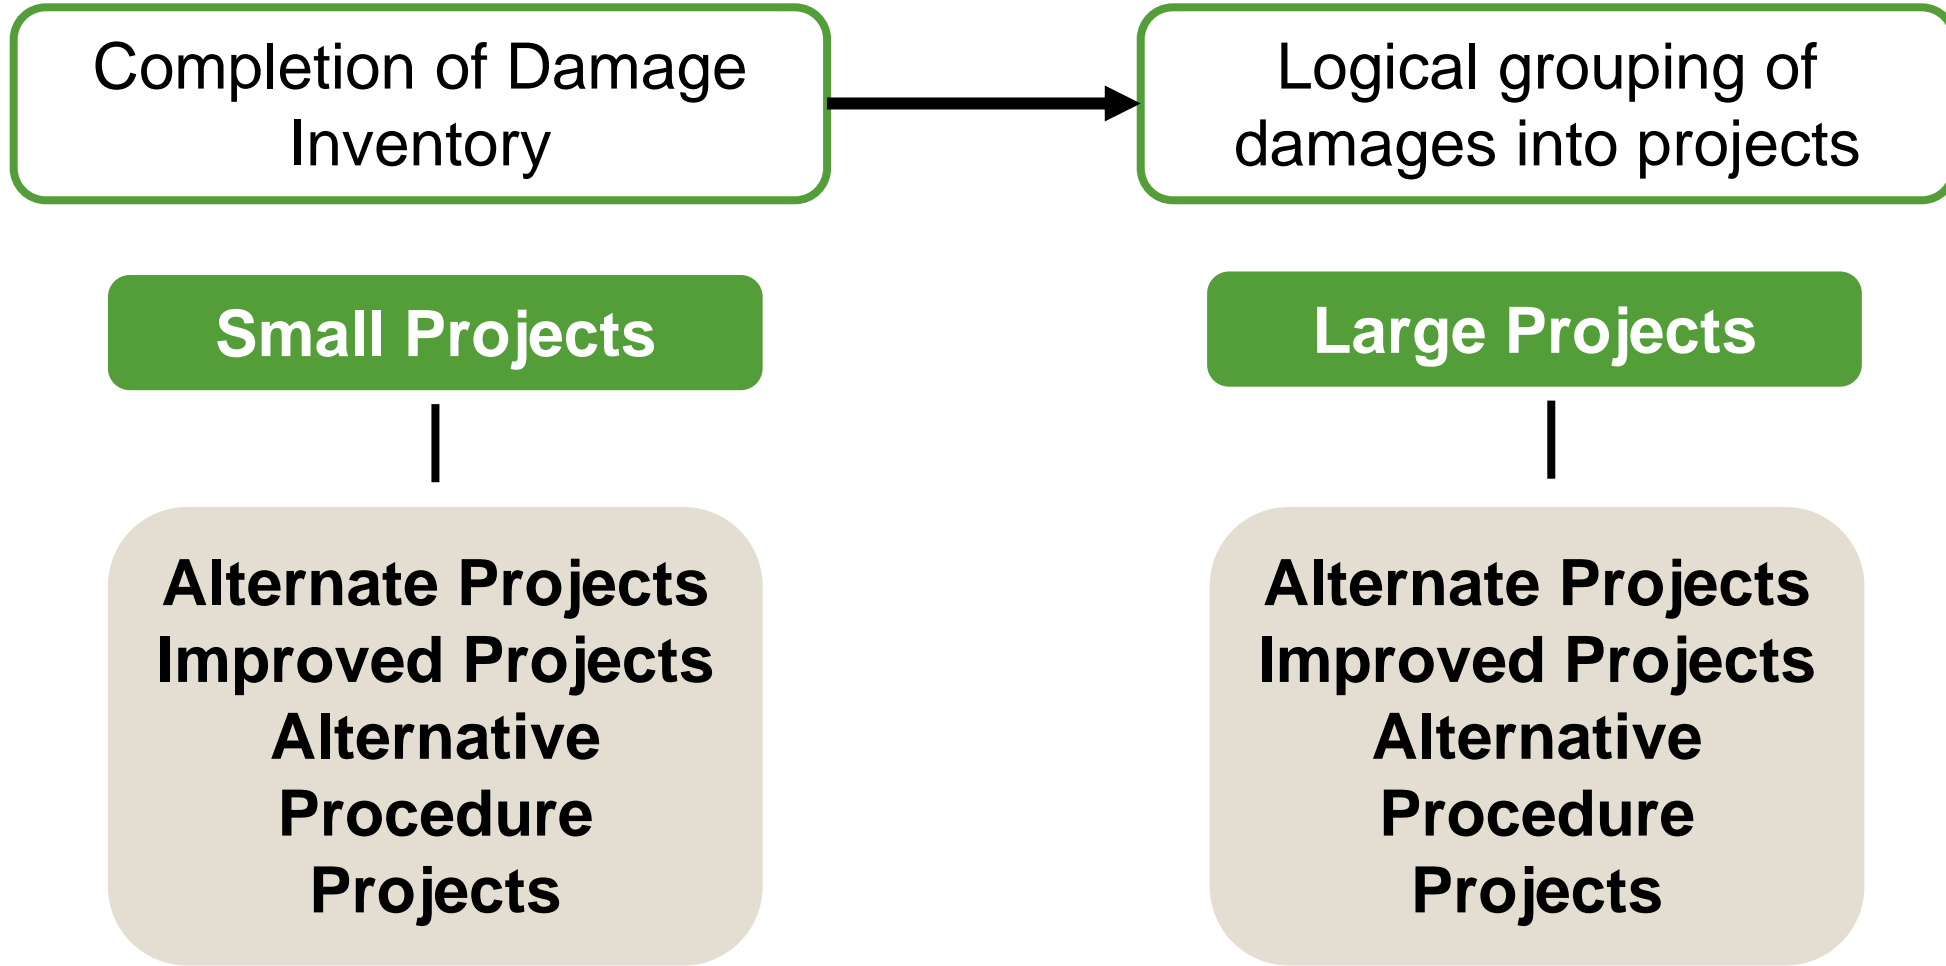 Completion of Damage
Inventory
Logical grouping of
damages into projects
Small Projects
Large Projects
Alternate Projects
Improved Projects
Alternative
Procedure
Projects
Alternate Projects
Improved Projects
Alternative
Procedure
Projects